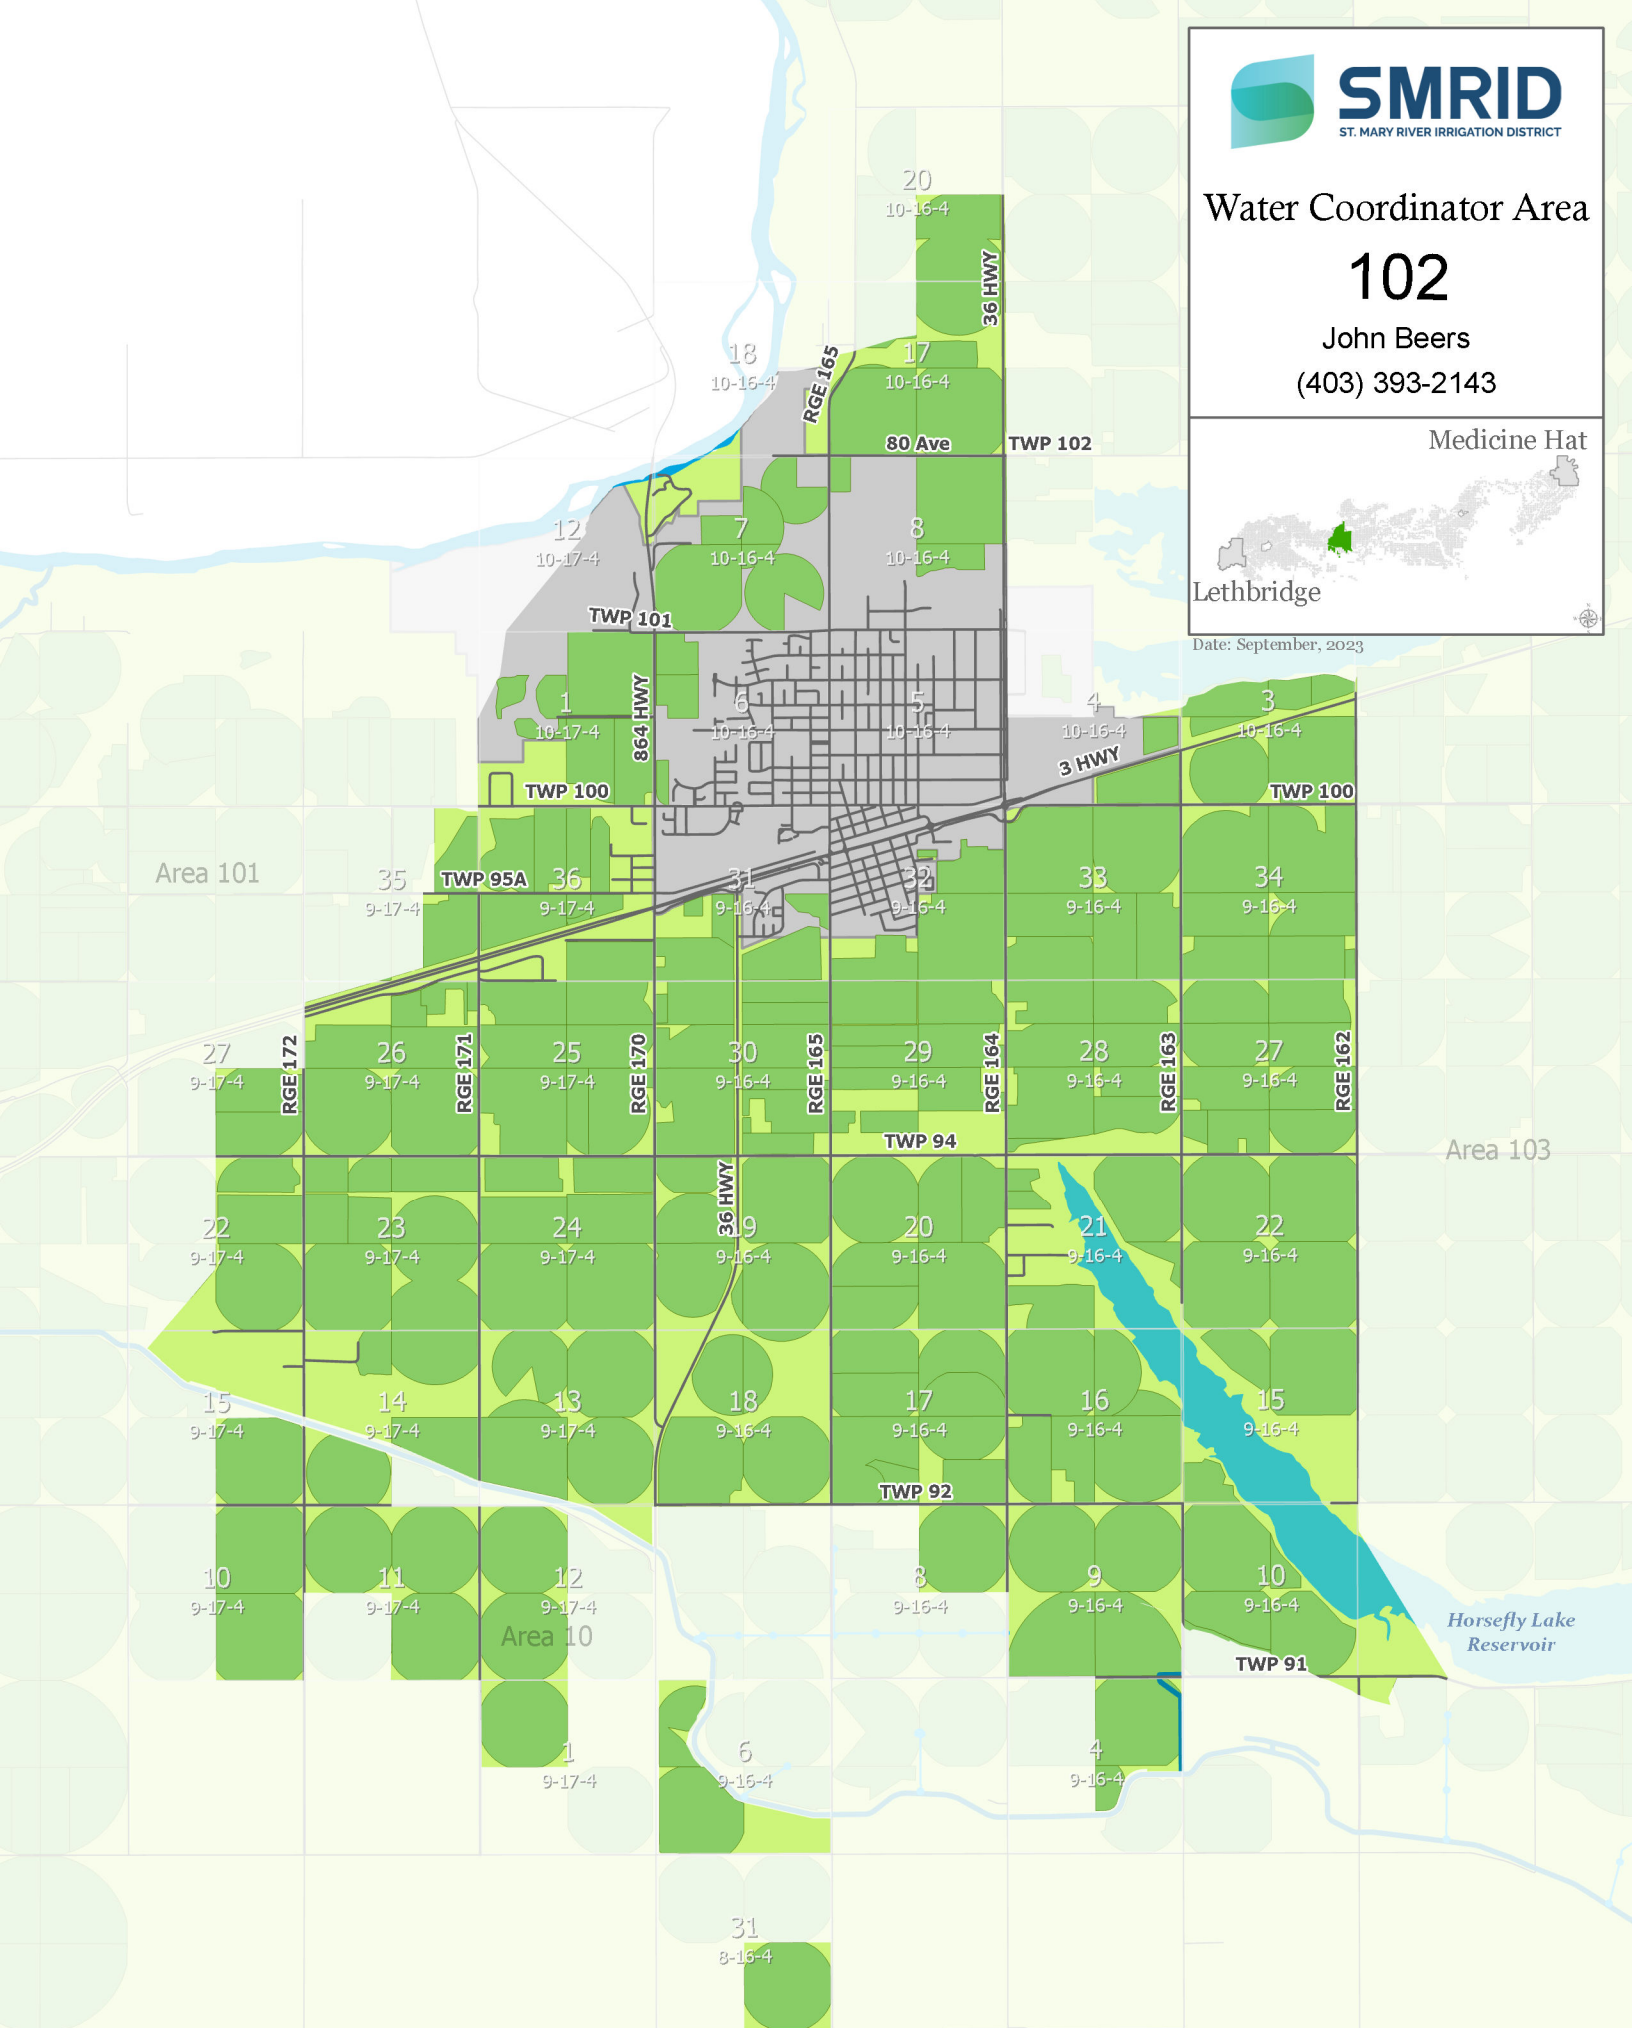 SMRID
ST. MARY RIVER IRRIGATION DISTRICT
Water Coordinator Area
102
John Beers
(403) 393-2143
Medicine Hat
Lethbridge
Date: September, 2023
20
10-16-4
36 HWY
18
10-16-4
RGE 165
17
10-16-4
80 Ave
TWP 102
12
10-17-4
7
10-16-4
8
10-16-4
TWP 101
1
10-17-4
864 HWY
6
10-16-4
5
10-16-4
4
10-16-4
3
10-16-4
3 HWY
TWP 100
TWP 100
Area 101
35
9-17-4
TWP 95A
36
9-17-4
31
9-16-4
32
9-16-4
33
9-16-4
34
9-16-4
27
9-17-4
RGE 172
26
9-17-4
RGE 171
25
9-17-4
RGE 170
30
9-16-4
RGE 165
29
9-16-4
RGE 164
28
9-16-4
RGE 163
27
9-16-4
RGE 162
TWP 94
Area 103
22
9-17-4
23
9-17-4
24
9-17-4
36 HWY
19
9-16-4
20
9-16-4
21
9-16-4
22
9-16-4
15
9-17-4
14
9-17-4
13
9-17-4
18
9-16-4
17
9-16-4
16
9-16-4
15
9-16-4
TWP 92
10
9-17-4
11
9-17-4
12
9-17-4
Area 10
8
9-16-4
9
9-16-4
10
9-16-4
Horsefly Lake
Reservoir
TWP 91
1
9-17-4
6
9-16-4
4
9-16-4
31
8-16-4